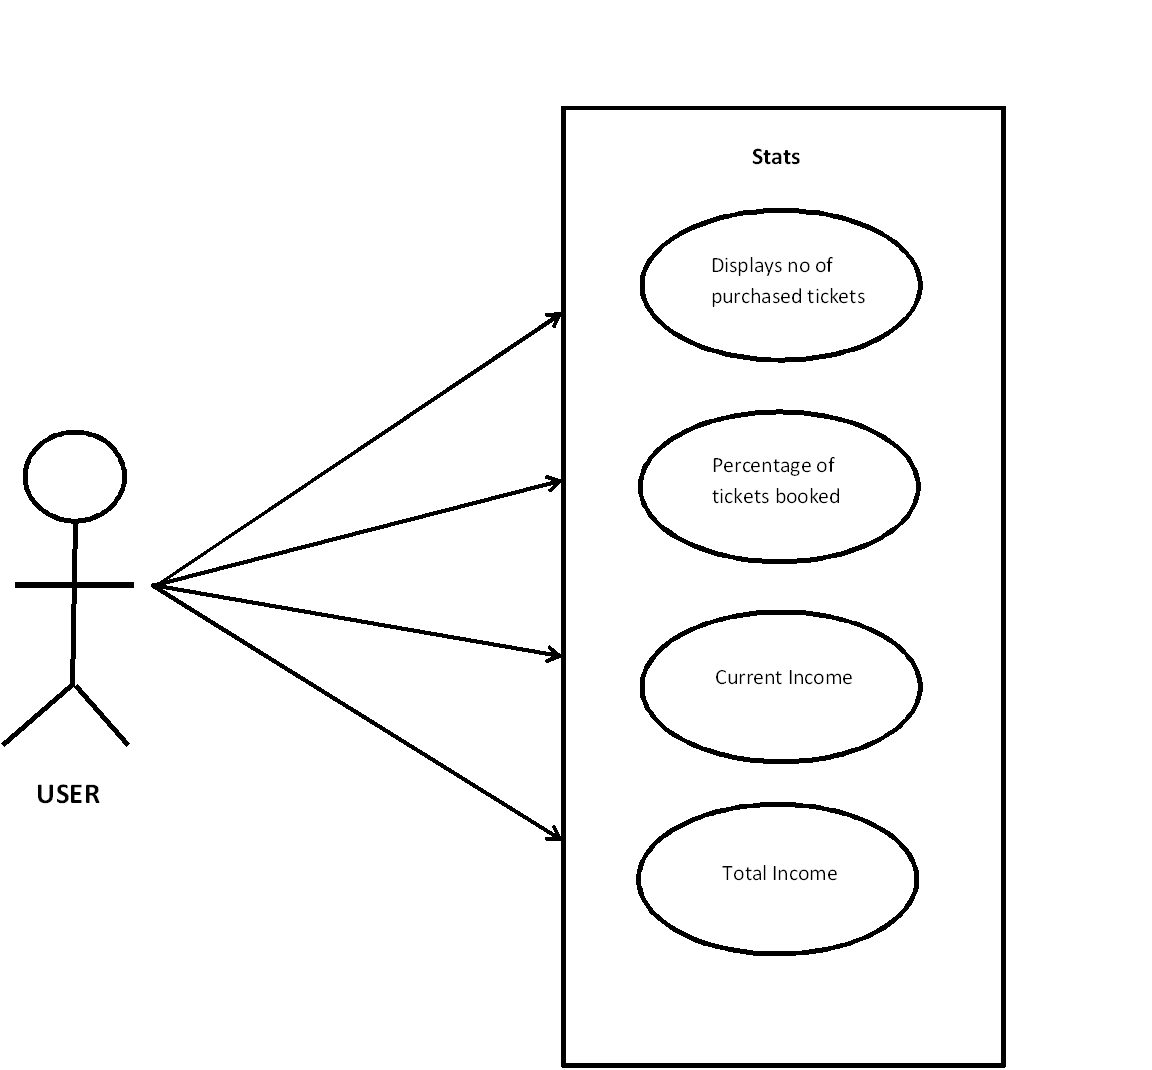 Stats
Displays no of
purchased tickets
Percentage of
tickets booked
Current Income
Total Income
USER